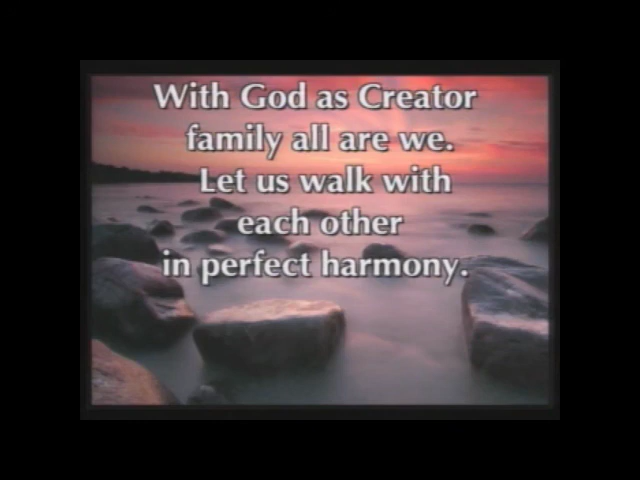 With God as Creator
family all are we.
Let us walk with
each other
in perfect harmony.